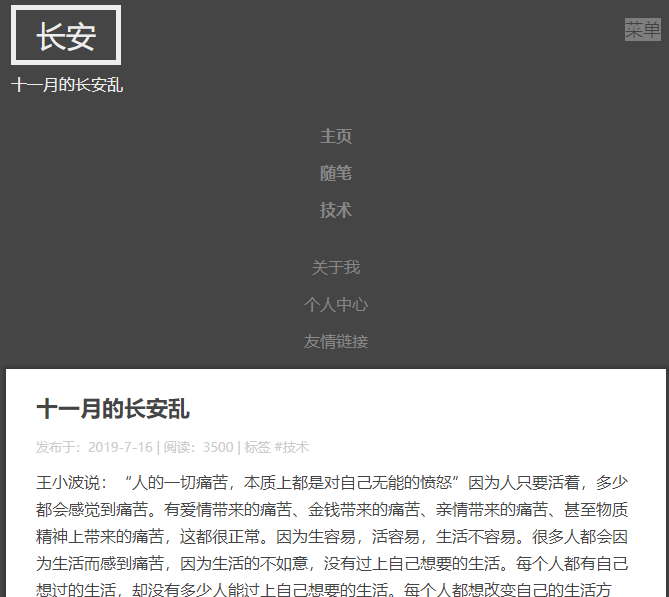 长安
菜单
十一月的长安乱
主页
随笔
技术
关于我
个人中心
友情链接
十一月的长安乱
发布于：2019-7-16 | 阅读：3500 | 标签 #技术
王小波说：“人的一切痛苦，本质上都是对自己无能的愤怒”因为人只要活着，多少
都会感觉到痛苦。有爱情带来的痛苦、金钱带来的痛苦、亲情带来的痛苦、甚至物质
精神上带来的痛苦，这都很正常。因为生容易，活容易，生活不容易。很多人都会因
为生活而感到痛苦，因为生活的不如意，没有过上自己想要的生活。每个人都有自己
想过的生活，却没有多少人能过上自己想要的生活。每个人都想改变自己的生活方